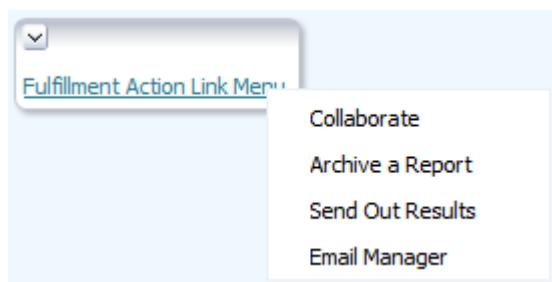 Fulfillment Action Link Menu
Collaborate
Archive a Report
Send Out Results
Email Manager